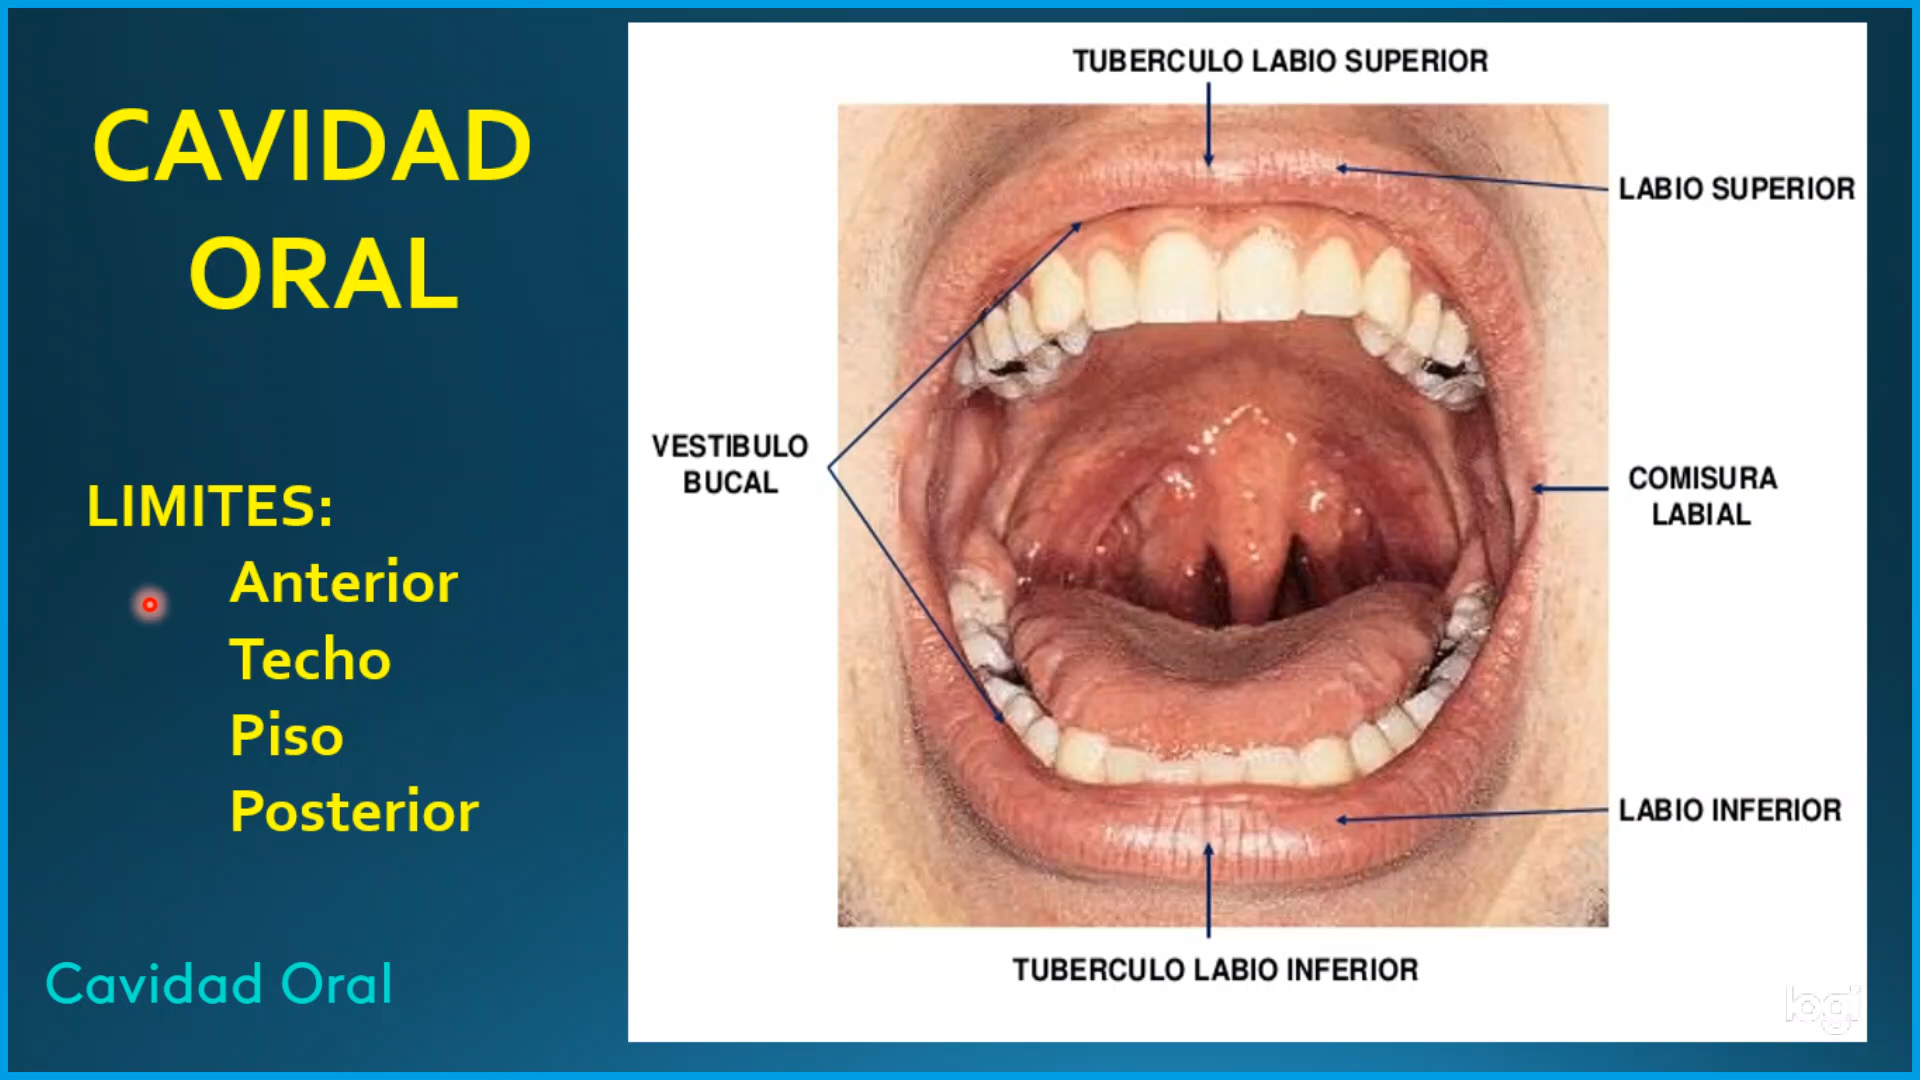 CAVIDAD
ORAL
LIMITES:
Anterior
Techo
Piso
Posterior
Cavidad Oral
TUBERCULO LABIO SUPERIOR
LABIO SUPERIOR
VESTIBULO
BUCAL
COMISURA
LABIAL
LABIO INFERIOR
TUBERCULO LABIO INFERIOR
logi